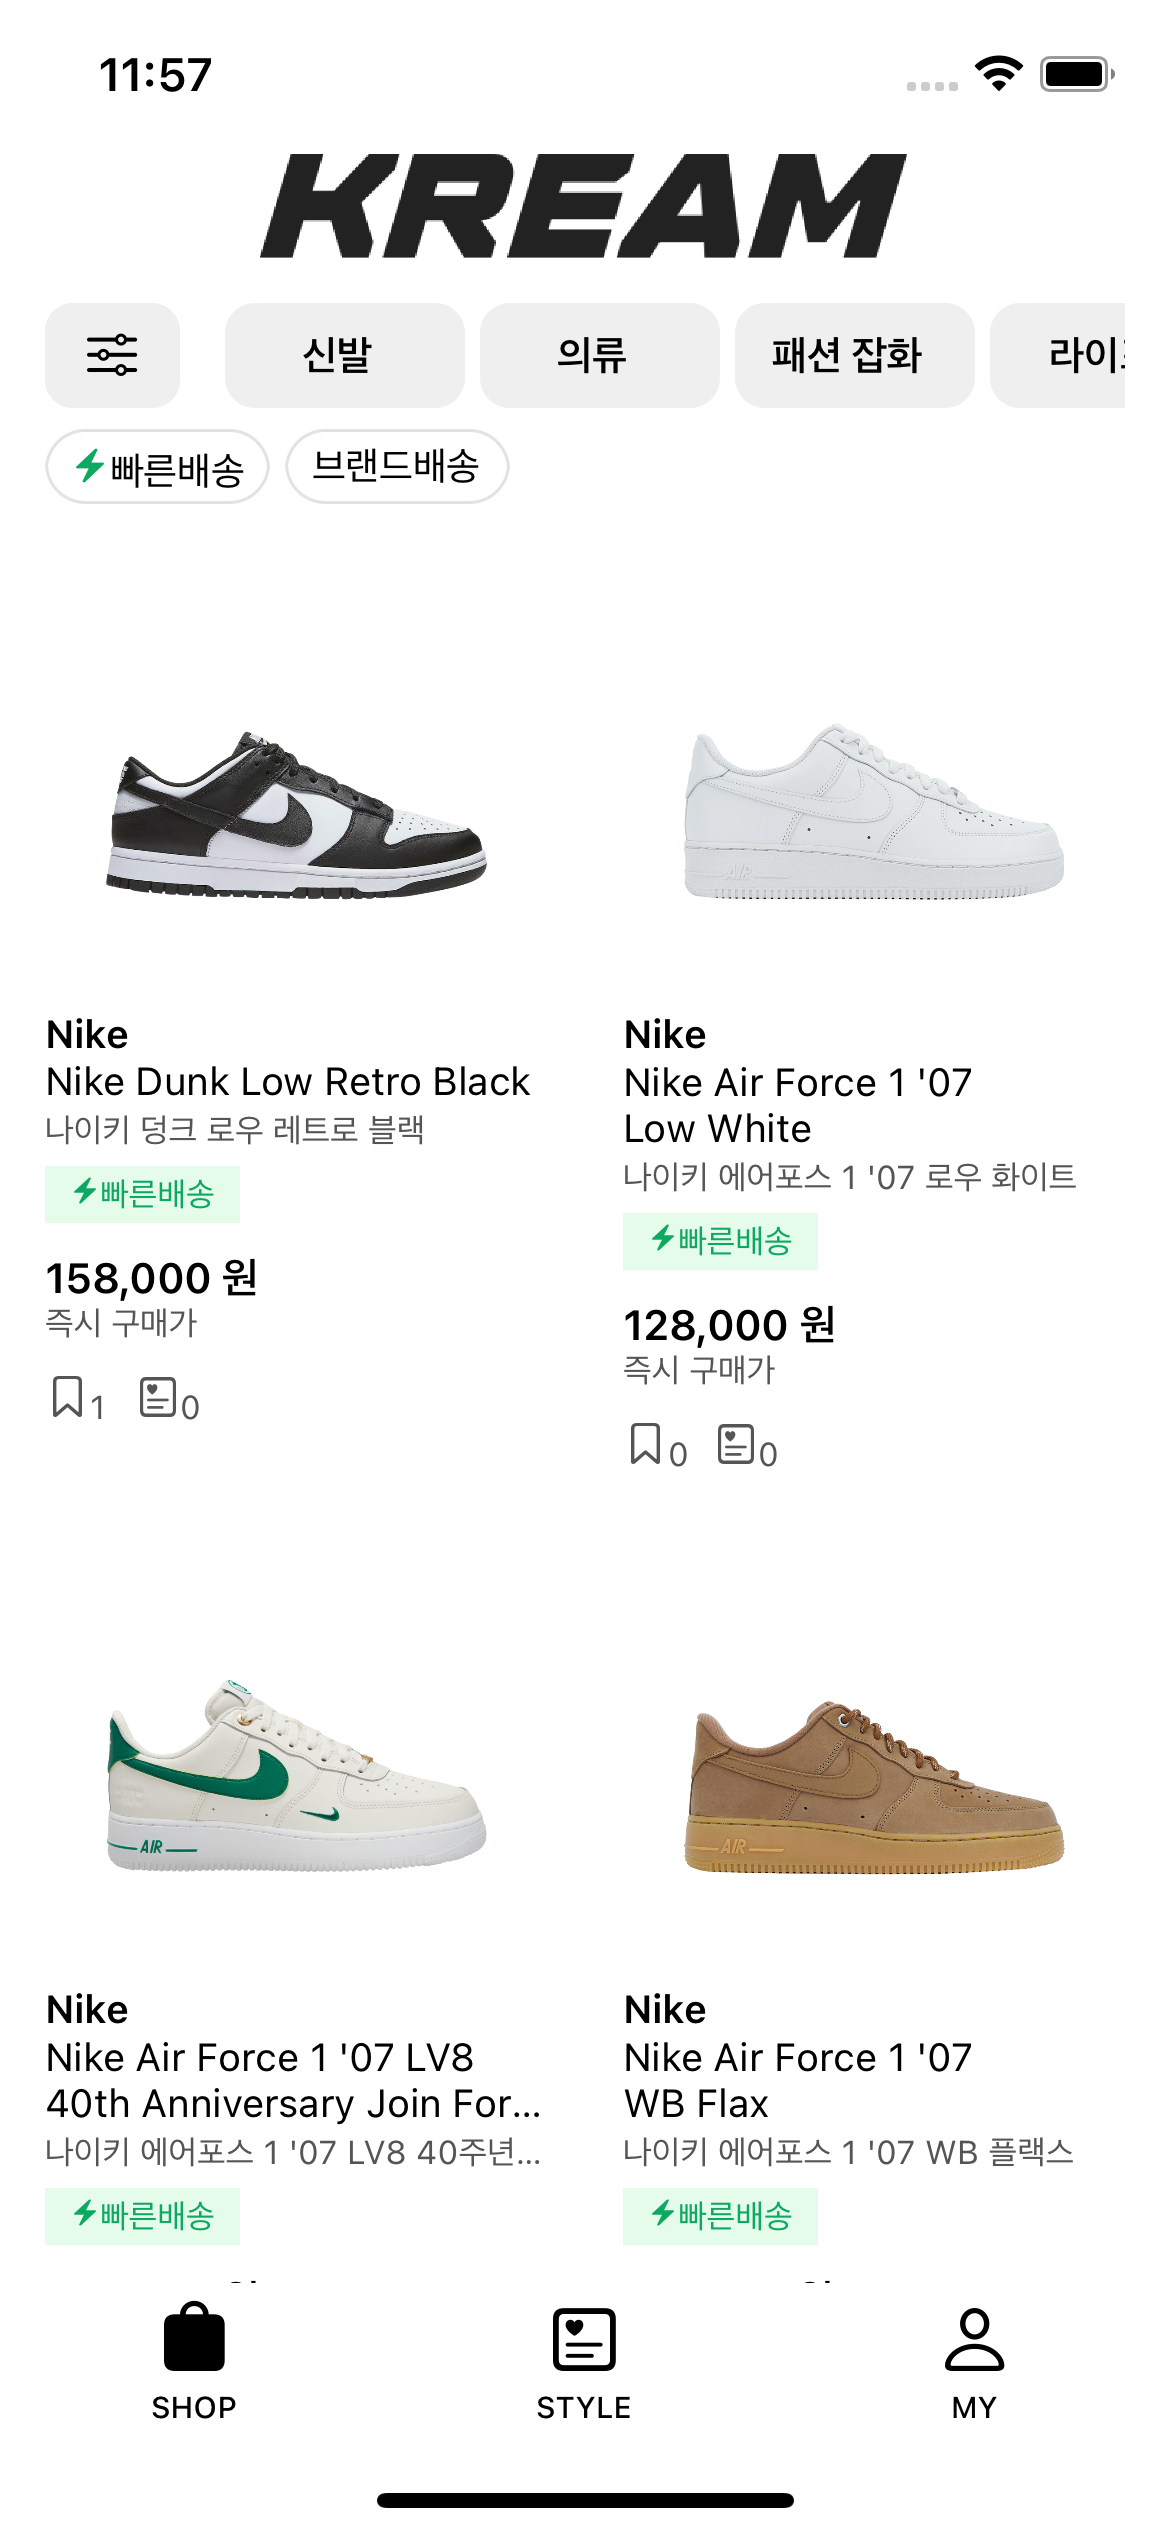 11:57
KREAM
신발
의류
패션 잡화
빠른배송
브랜드배송
Nike
Nike Dunk Low Retro Black
나이키 덩크 로우 레트로 블랙
빠른배송
158,000 원
즉시 구매가
1
0
Nike
Nike Air Force 1 '07
Low White
나이키 에어포스 1 '07 로우 화이트
빠른배송
128,000 원
즉시 구매가
0
0
AIR
AIR
AIR
Nike
Nike Air Force 1 '07 LV8
40th Anniversary Join For...
나이키 에어포스 1 '07 LV8 40주년...
빠른배송
Nike
Nike Air Force 1 '07
WB Flax
나이키 에어포스 1 '07 WB 플랙스
빠른배송
SHOP
STYLE
MY